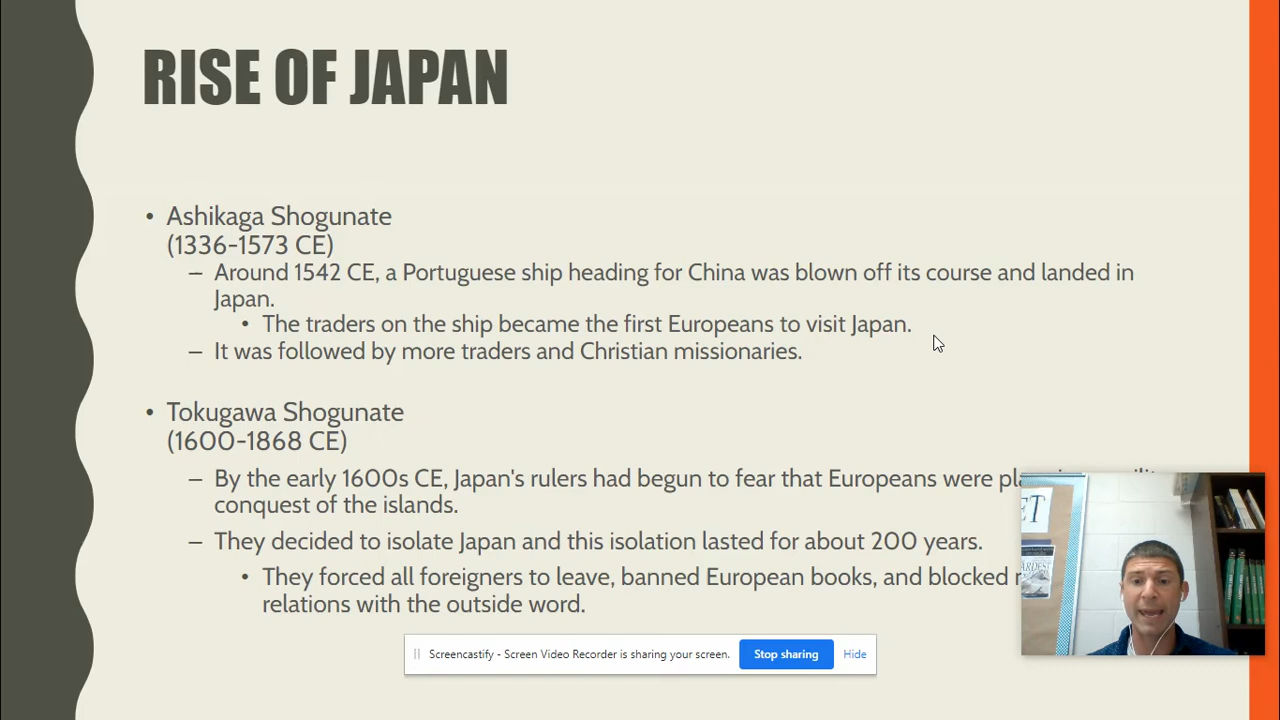 RISE OF JAPAN
• Ashikaga Shogunate
(1336-1573 CE)
– Around 1542 CE, a Portuguese ship heading for China was blown off its course and landed in
Japan.
• The traders on the ship became the first Europeans to visit Japan.
– It was followed by more traders and Christian missionaries.
• Tokugawa Shogunate
(1600-1868 CE)
– By the early 1600s CE, Japan's rulers had begun to fear that Europeans were
conquest of the islands.
– They decided to isolate Japan and this isolation lasted for about 200 years.
• They forced all foreigners to leave, banned European books, and blocked
relations with the outside word.
Screencastify - Screen Video Recorder is sharing your screen. Stop sharing Hide